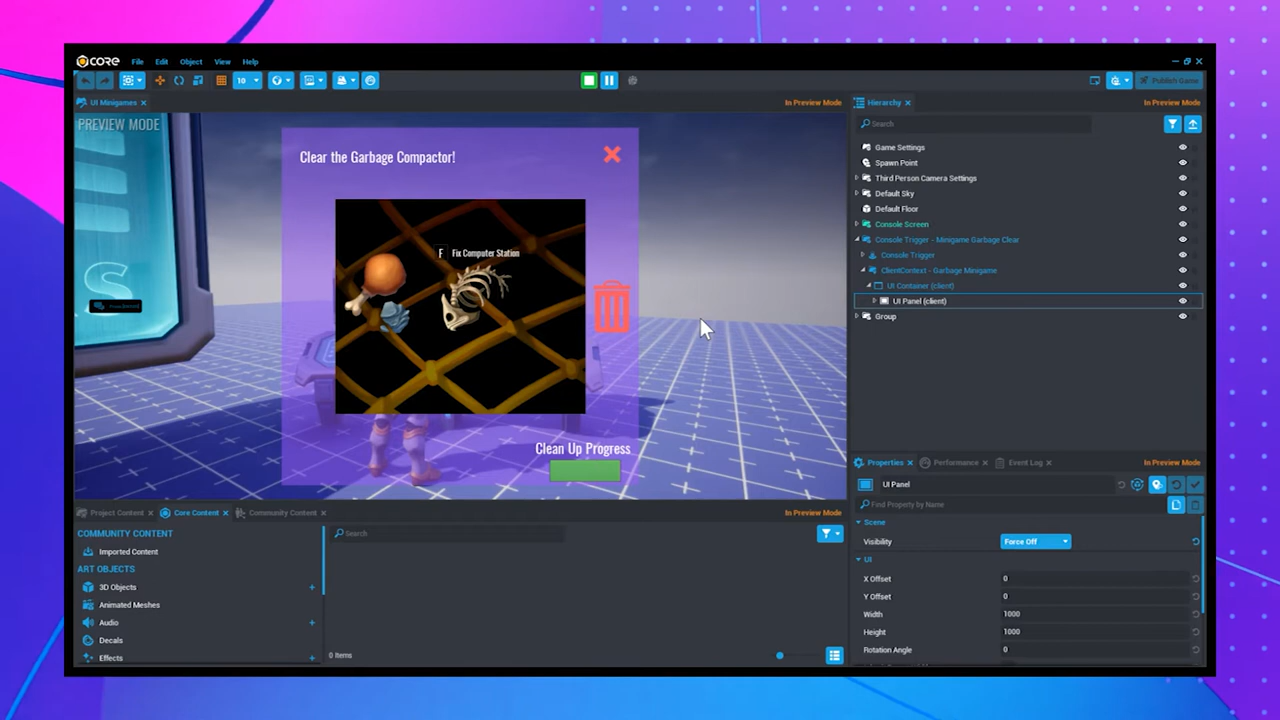 CORE File Edit Object View Help
10 Publish Game
UI Minigames In Preview Mode Hierarchy In Preview Mode
PREVIEW MODE
Search
Clear the Garbage Compactor!
Game Settings
Spawn Point
Third Person Camera Settings
Default Sky
Default Floor
Console Screen
Console Trigger - Minigame Garbage Clear
Console Trigger
ClientContext - Garbage Minigame
UI Container (client)
UI Panel (client)
Group
F Fix Computer Station
S
Clean Up Progress
Properties Performance Event Log In Preview Mode
UI Panel
Find Property by Name
Scene
Visibility Force Off
UI
X Offset 0
Y Offset 0
Width 1000
Height 1000
Rotation Angle 0
Project Content Core Content Community Content In Preview Mode
COMMUNITY CONTENT Search
Imported Content
ART OBJECTS
3D Objects
Animated Meshes
Audio
Decals
Effects
0 Items